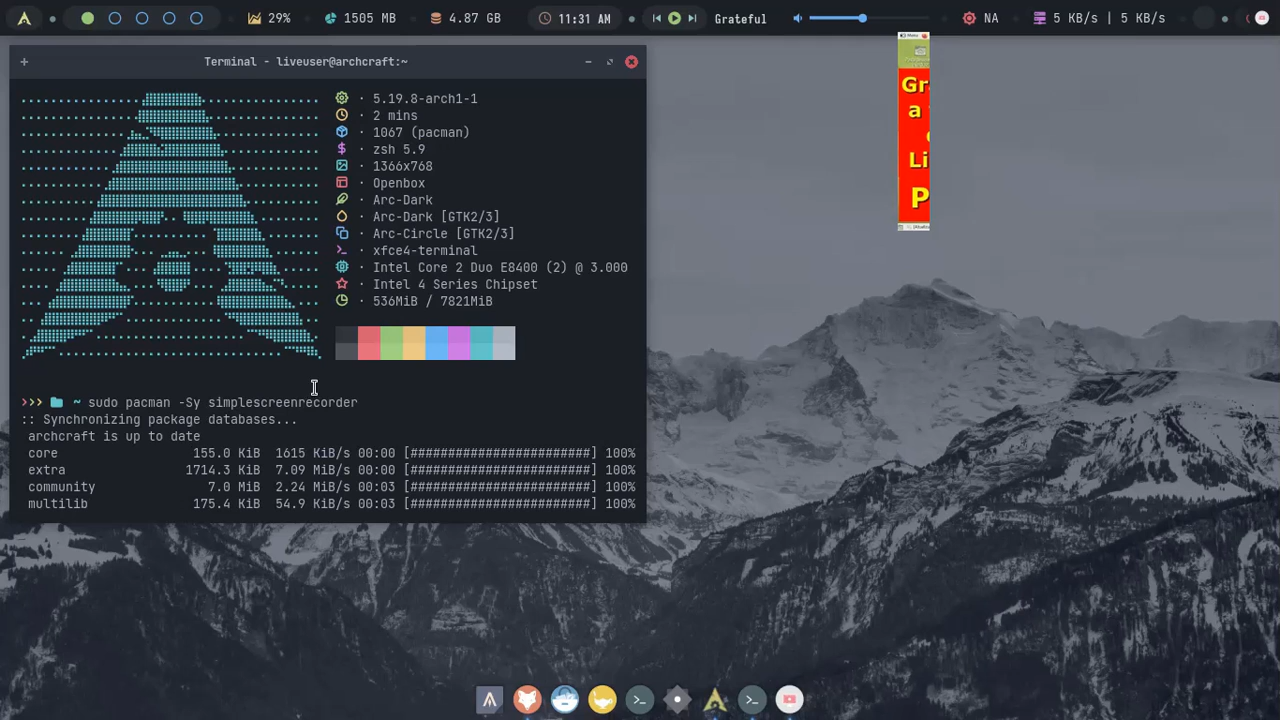 29% 1505 MB 4.87 GB 11:31 AM Grateful NA 5 KB/s | 5 KB/s
Terminal - liveuser@archcraft:~
· 5.19.8-arch1-1
· 2 mins
· 1067 (pacman)
· zsh 5.9
· 1366x768
· Openbox
· Arc-Dark
· Arc-Dark [GTK2/3]
· Arc-Circle [GTK2/3]
· xfce4-terminal
· Intel Core 2 Duo E8400 (2) @ 3.000
· Intel 4 Series Chipset
· 536MiB / 7821MiB
~ sudo pacman -Sy simplescreenrecorder
:: Synchronizing package databases...
archcraft is up to date
core 155.0 KiB 1615 KiB/s 00:00 [########################] 100%
extra 1714.3 KiB 7.09 MiB/s 00:00 [########################] 100%
community 7.0 MiB 2.24 MiB/s 00:03 [########################] 100%
multilib 175.4 KiB 54.9 KiB/s 00:03 [########################] 100%
Menu
Gr
a
Li
P